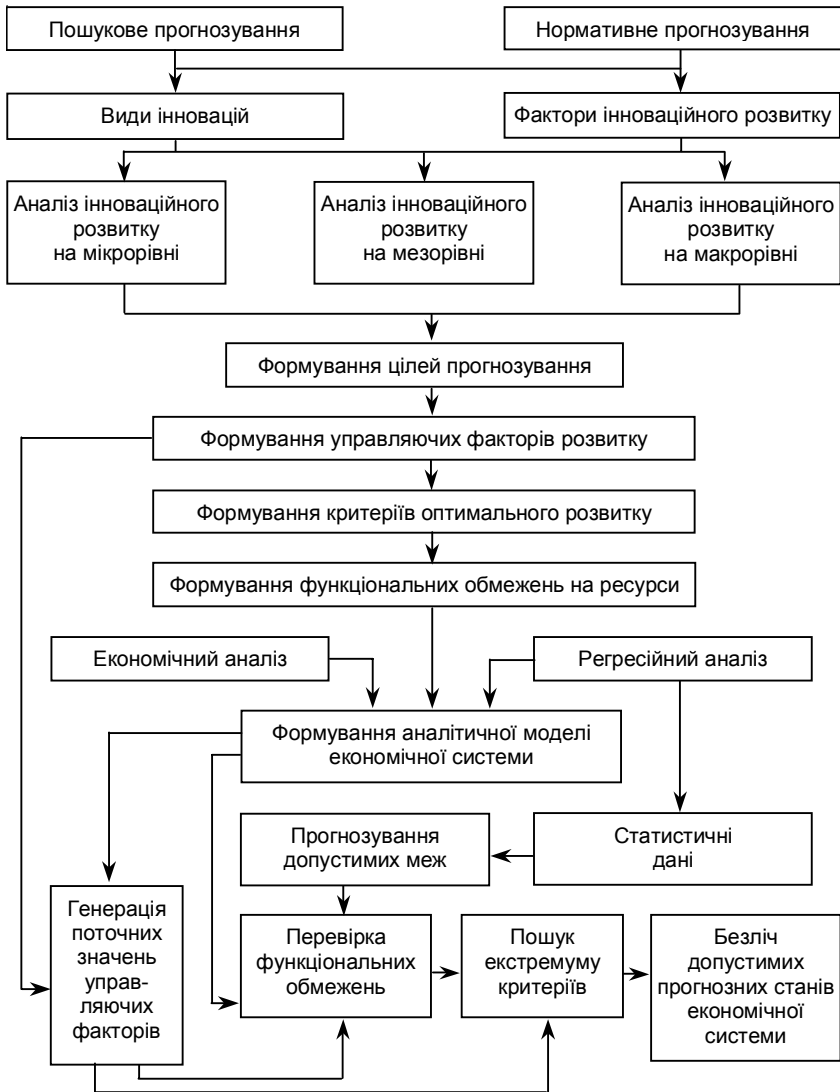 Пошукове прогнозування
Нормативне прогнозування
Види інновацій
Фактори інноваційного розвитку
Аналіз інноваційного
розвитку
на мікрорівні
Аналіз інноваційного
розвитку
на мезорівні
Аналіз інноваційного
розвитку
на макрорівні
Формування цілей прогнозування
Формування управляючих факторів розвитку
Формування критеріїв оптимального розвитку
Формування функціональних обмежень на ресурси
Економічний аналіз
Регресійний аналіз
Формування аналітичної моделі
економічної системи
Прогнозування
допустимих меж
Статистичні
дані
Генерація
поточних
значень
управ-
ляючих
факторів
Перевірка
функціональних
обмежень
Пошук
екстремуму
критеріїв
Безліч
допустимих
прогнозних станів
економічної
системи